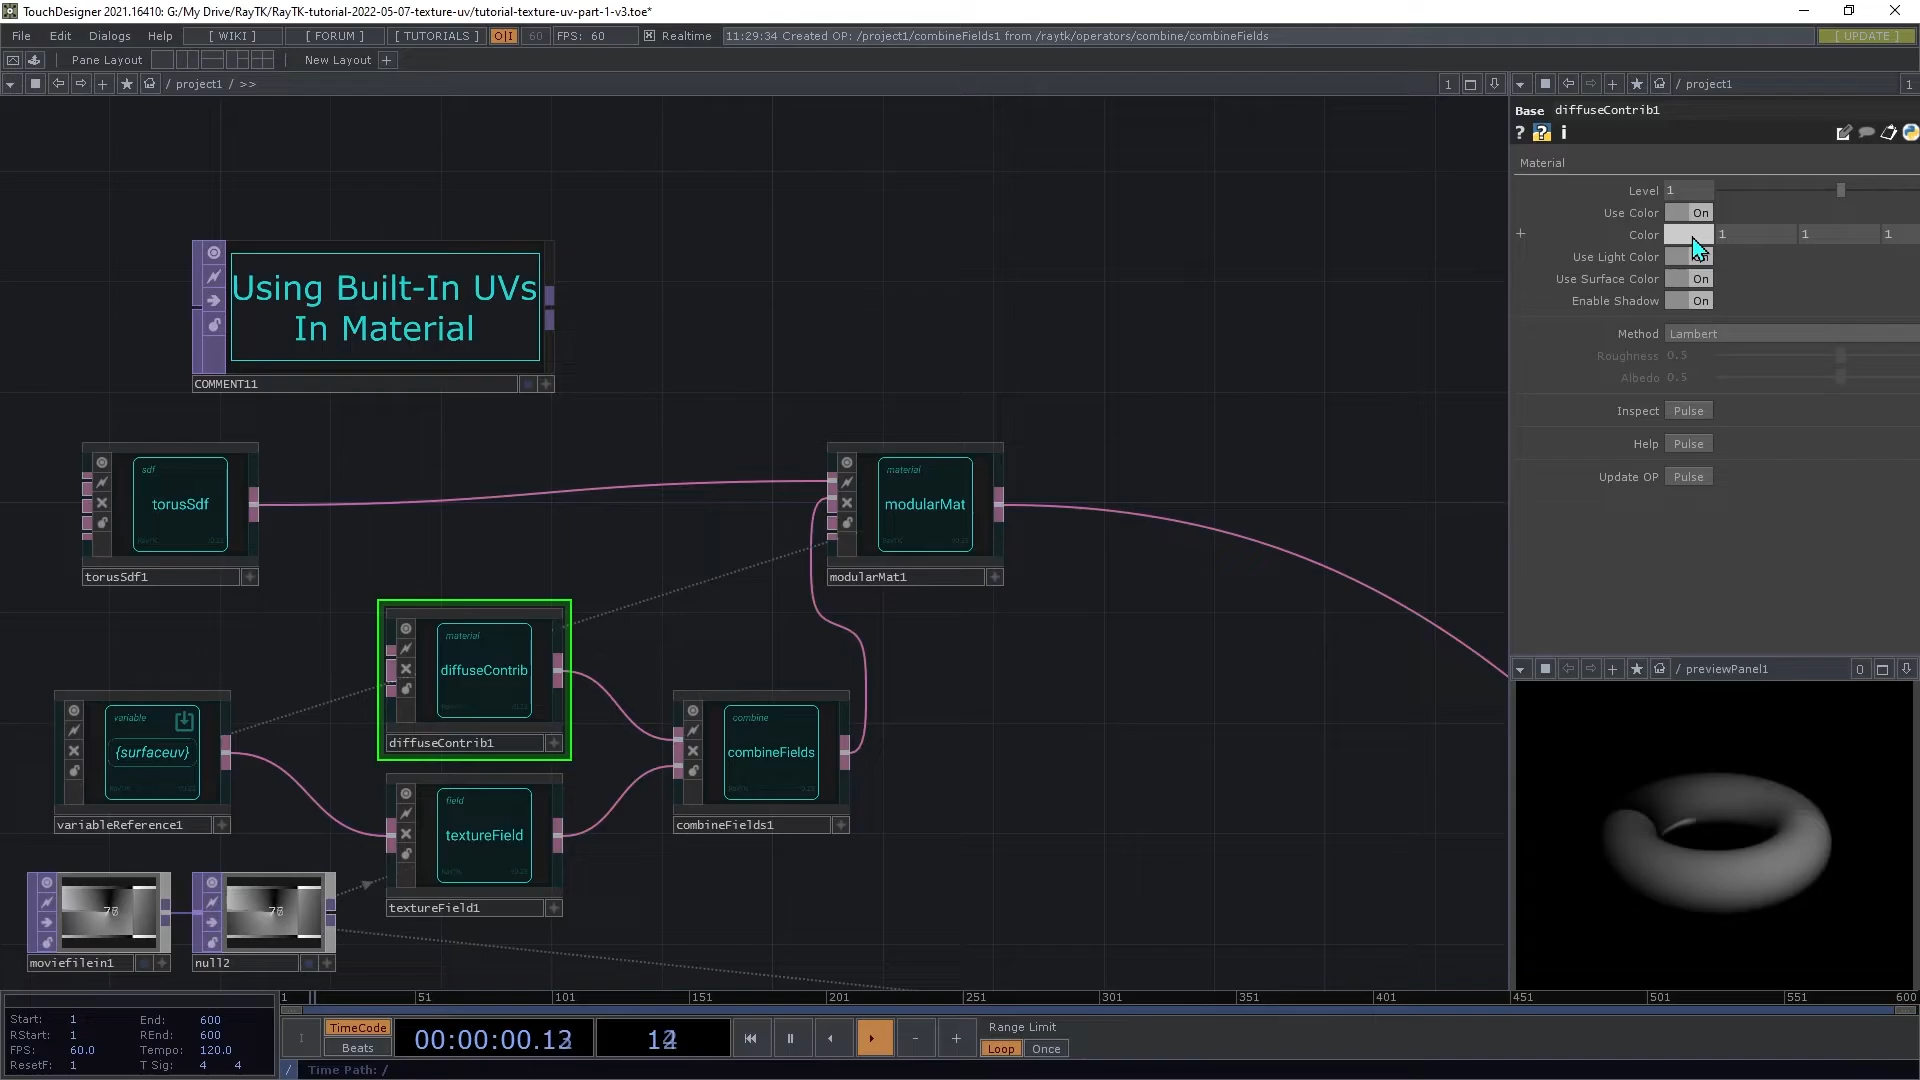 TouchDesigner 2021.16410: G:/My Drive/RayTK/RayTK-tutorial-2022-05-07-texture-uv/tutorial-texture-uv-part-1-v3.toe*
File Edit Dialogs Help [ WIKI ] [ FORUM ] [ TUTORIALS ] O|I 60 FPS: 60 Realtime 11:29:34 Created OP: /project1/combineFields1 from /raytk/operators/combine/combineFields [ UPDATE ]
Pane Layout New Layout +
/ project1 / >> 1
/ project1 1
Base diffuseContrib1
? ? i
Material
Level 1
Use Color On
+ Color 1 1 1
Use Light Color
Use Surface Color On
Enable Shadow On
Method Lambert
Roughness 0.5
Albedo 0.5
Inspect Pulse
Help Pulse
Update OP Pulse
Using Built-In UVs
In Material
COMMENT11
sdf
torusSdf
torusSdf1
material
modularMat
modularMat1
material
diffuseContrib
diffuseContrib1
variable
{surfaceuv}
variableReference1
combine
combineFields
combineFields1
field
textureField
textureField1
moviefilein1
null2
/ previewPanel1 0
1 51 101 151 201 251 301 351 401 451 501 551 600
Start: 1 End: 600
RStart: 1 REnd: 600
FPS: 60.0 Tempo: 120.0
ResetF: 1 T Sig: 4 4
TimeCode
Beats
Range Limit
Loop Once
/ Time Path: /